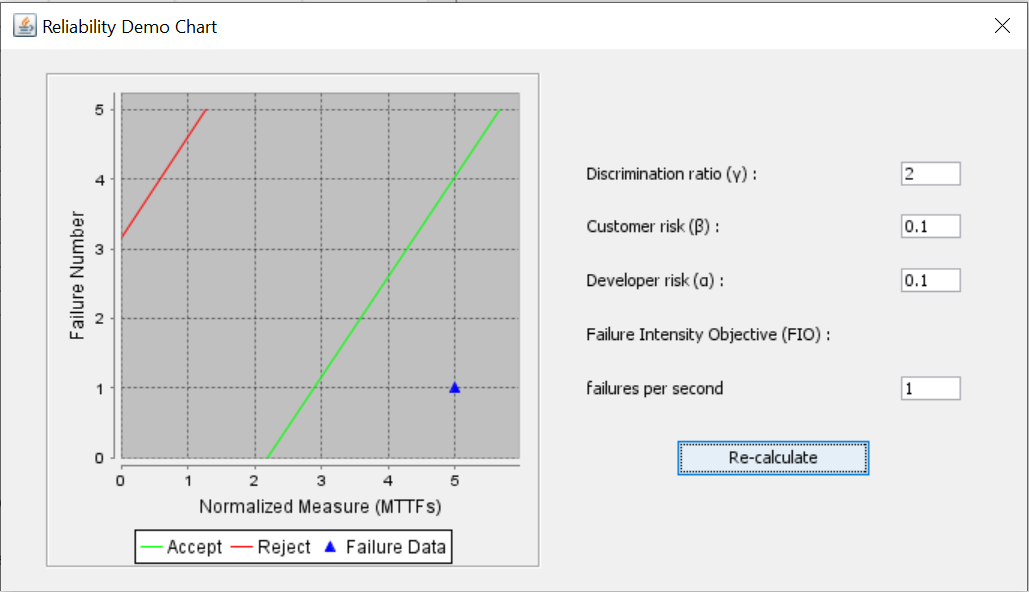 Reliability Demo Chart
5
4
3
2
1
0
Failure Number
0 1 2 3 4 5
Normalized Measure (MTTFs)
Accept Reject Failure Data
Discrimination ratio (γ) : 2
Customer risk (β) : 0.1
Developer risk (α) : 0.1
Failure Intensity Objective (FIO) :
failures per second 1
Re-calculate